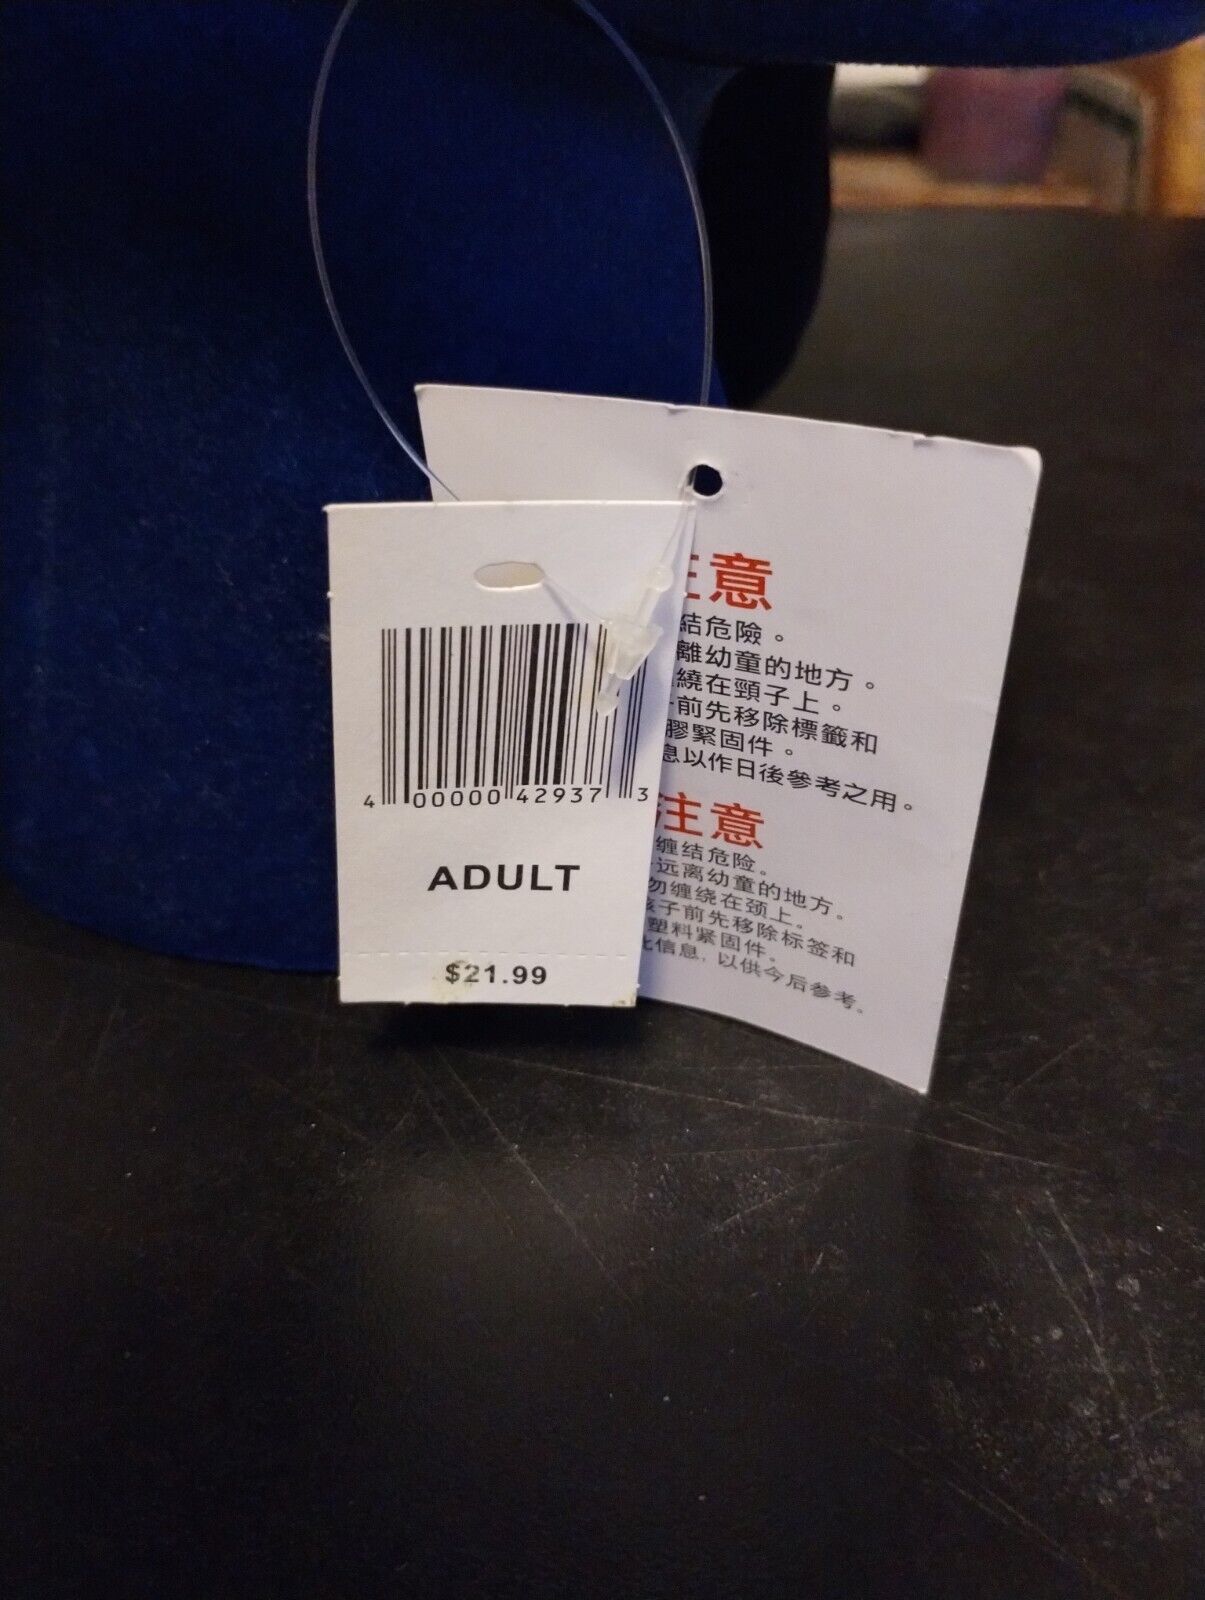 4 00000 42937 3
ADULT
$21.99
注意
結危險。
離幼童的地方。
繞在頸子上。
前先移除標籤和
膠緊固件。
息以作日後參考之用。
注意
缠结危险。
远离幼童的地方。
勿缠绕在颈上。
孩子前先移除标签和
塑料紧固件。
此信息, 以供今后参考。